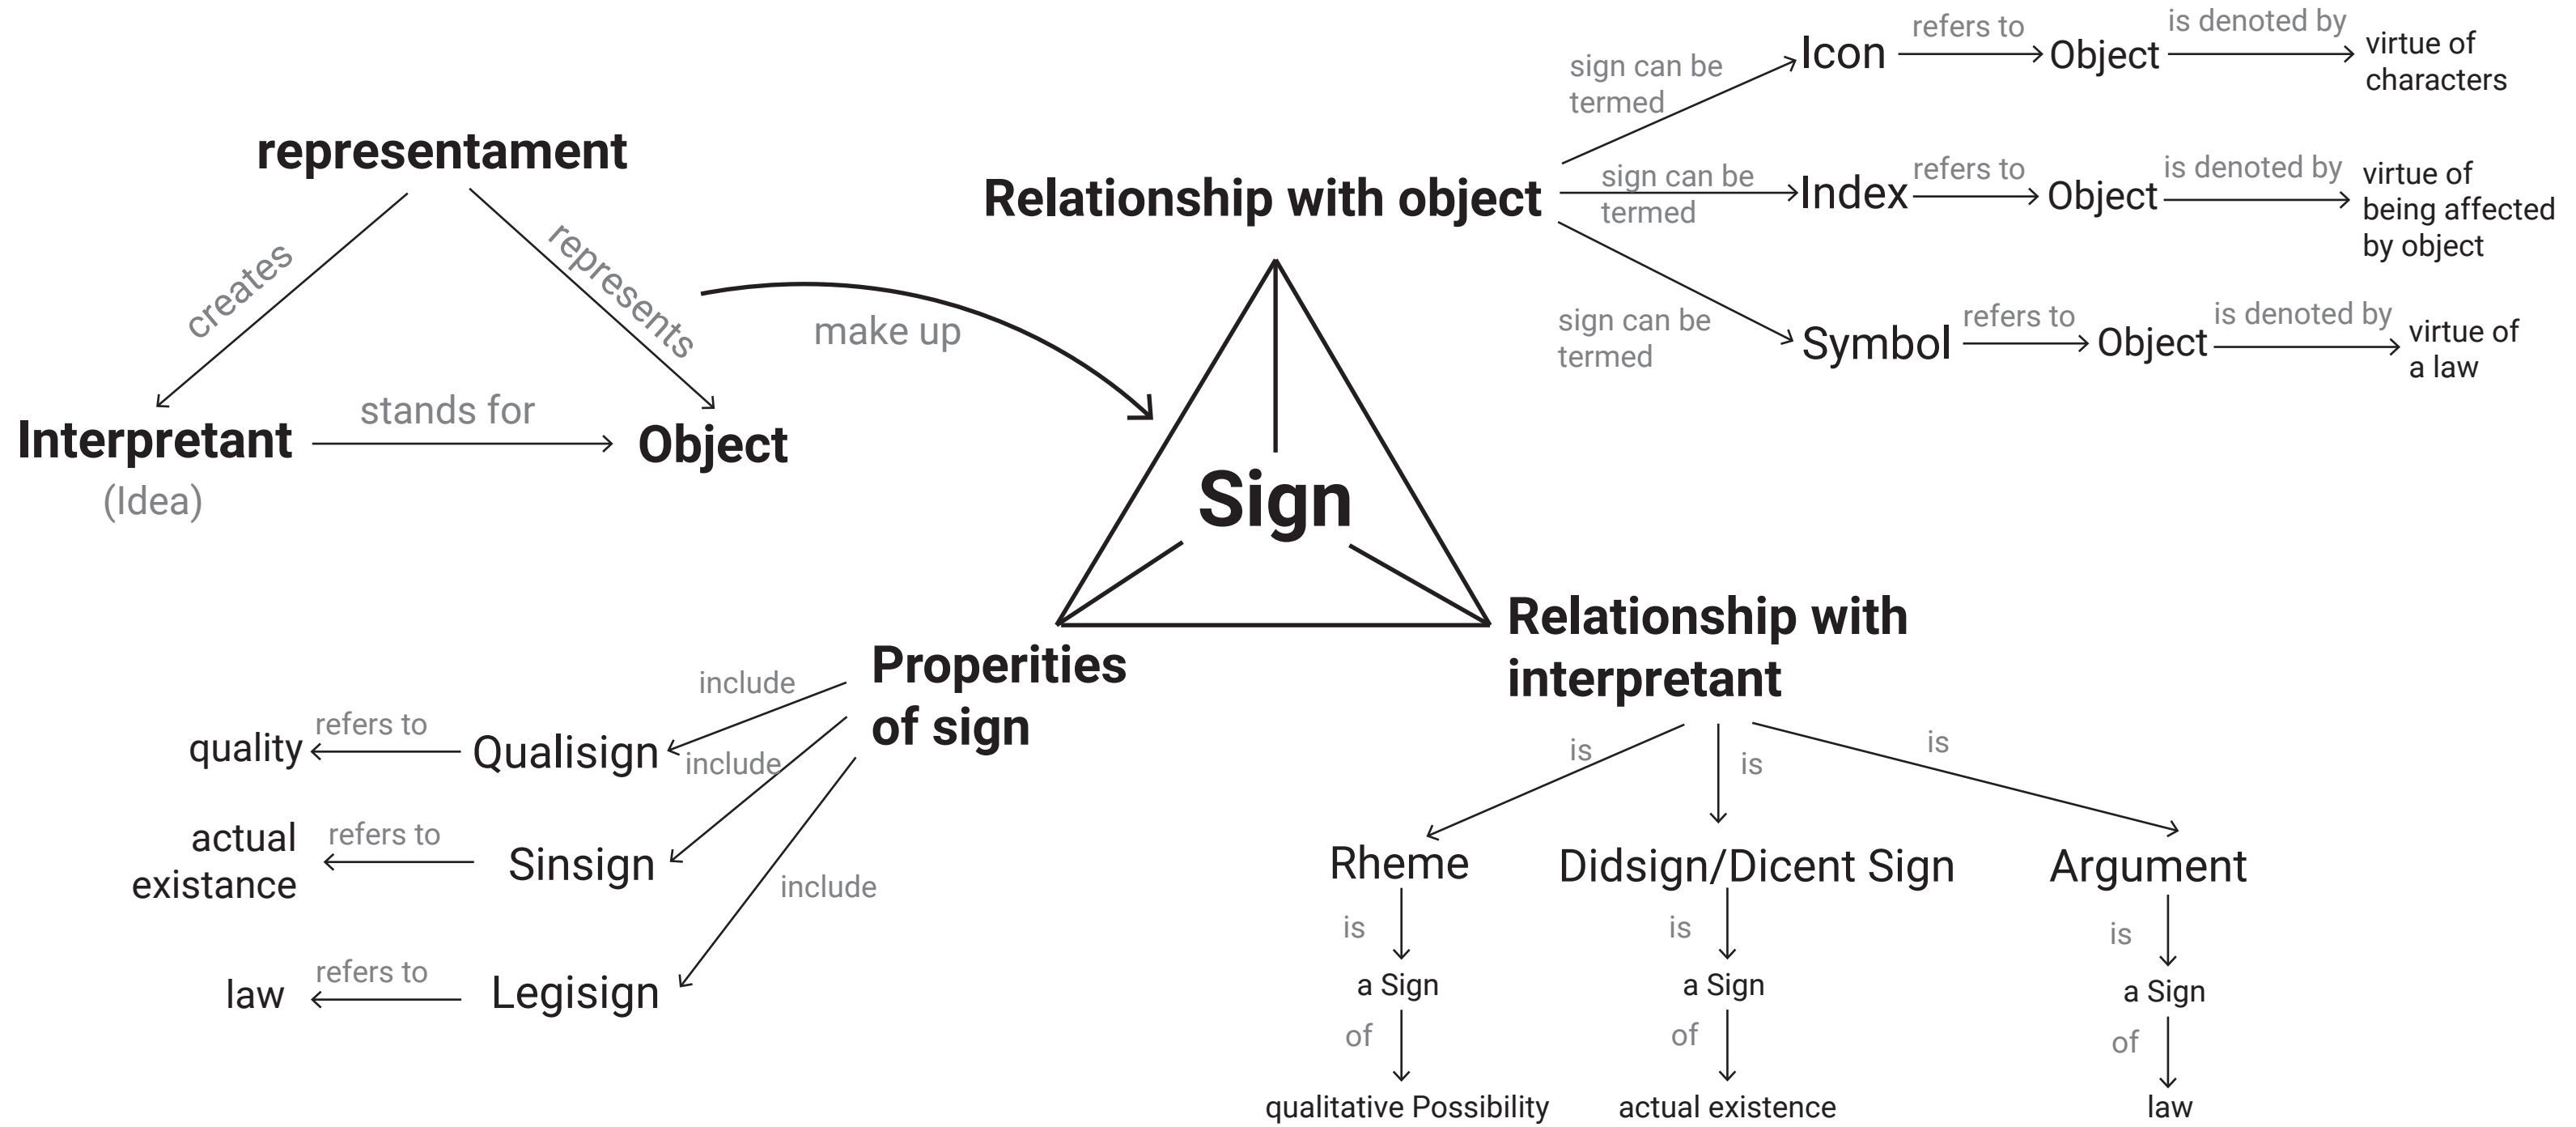 representament
creates
represents
Interpretant
stands for
Object
(Idea)
make up
Sign
Relationship with object
sign can be
termed
Icon
refers to
Object
is denoted by
virtue of
characters
sign can be
termed
Index
refers to
Object
is denoted by
virtue of
being affected
by object
sign can be
termed
Symbol
refers to
Object
is denoted by
virtue of
a law
Properities
of sign
include
Qualisign
refers to
quality
include
Sinsign
refers to
actual
existance
include
Legisign
refers to
law
Relationship with
interpretant
is
is
is
Rheme
is
a Sign
of
qualitative Possibility
Didsign/Dicent Sign
is
a Sign
of
actual existence
Argument
is
a Sign
of
law